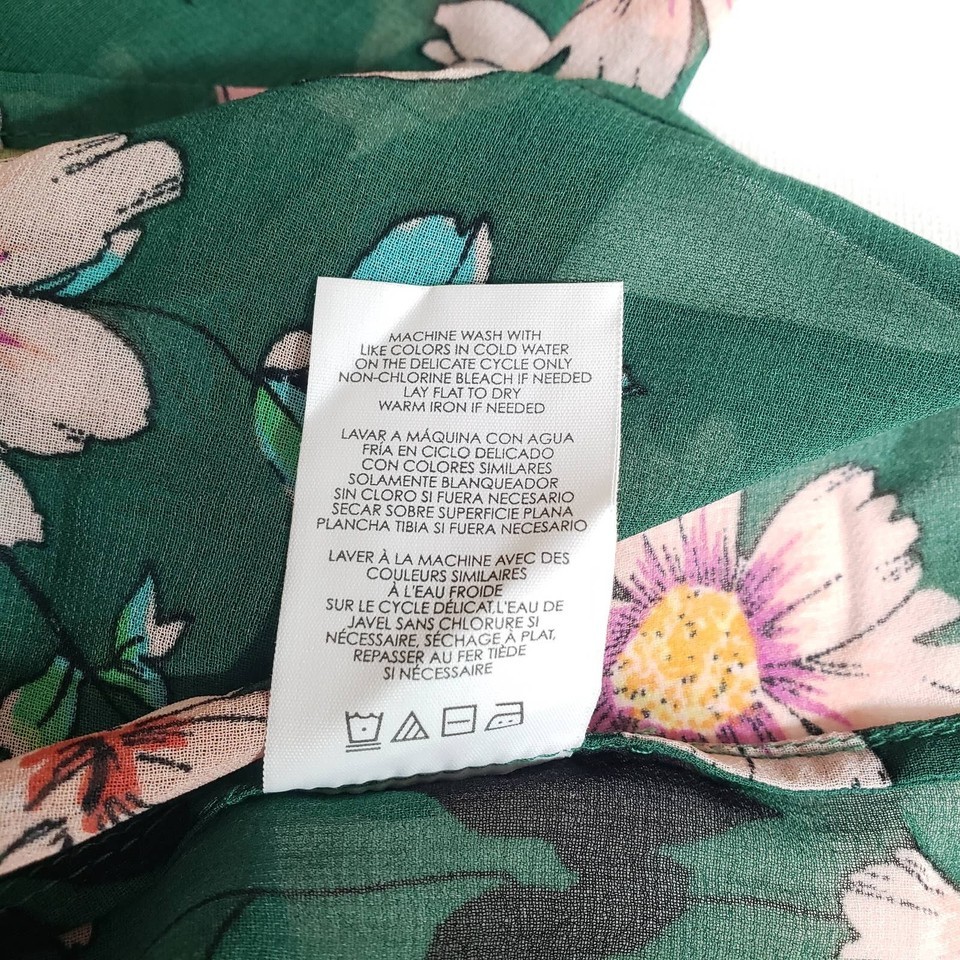 MACHINE WASH WITH
LIKE COLORS IN COLD WATER
ON THE DELICATE CYCLE ONLY
NON-CHLORINE BLEACH IF NEEDED
LAY FLAT TO DRY
WARM IRON IF NEEDED
LAVAR A MÁQUINA CON AGUA
FRÍA EN CICLO DELICADO
CON COLORES SIMILARES
SOLAMENTE BLANQUEADOR
SIN CLORO SI FUERA NECESARIO
SECAR SOBRE SUPERFICIE PLANA
PLANCHA TIBIA SI FUERA NECESARIO
LAVER À LA MACHINE AVEC DES
COULEURS SIMILAIRES
À L'EAU FROIDE
SUR LE CYCLE DÉLICAT,L'EAU DE
JAVEL SANS CHLORURE SI
NÉCESSAIRE, SÉCHAGE À PLAT,
REPASSER AU FER TIÈDE
SI NÉCESSAIRE